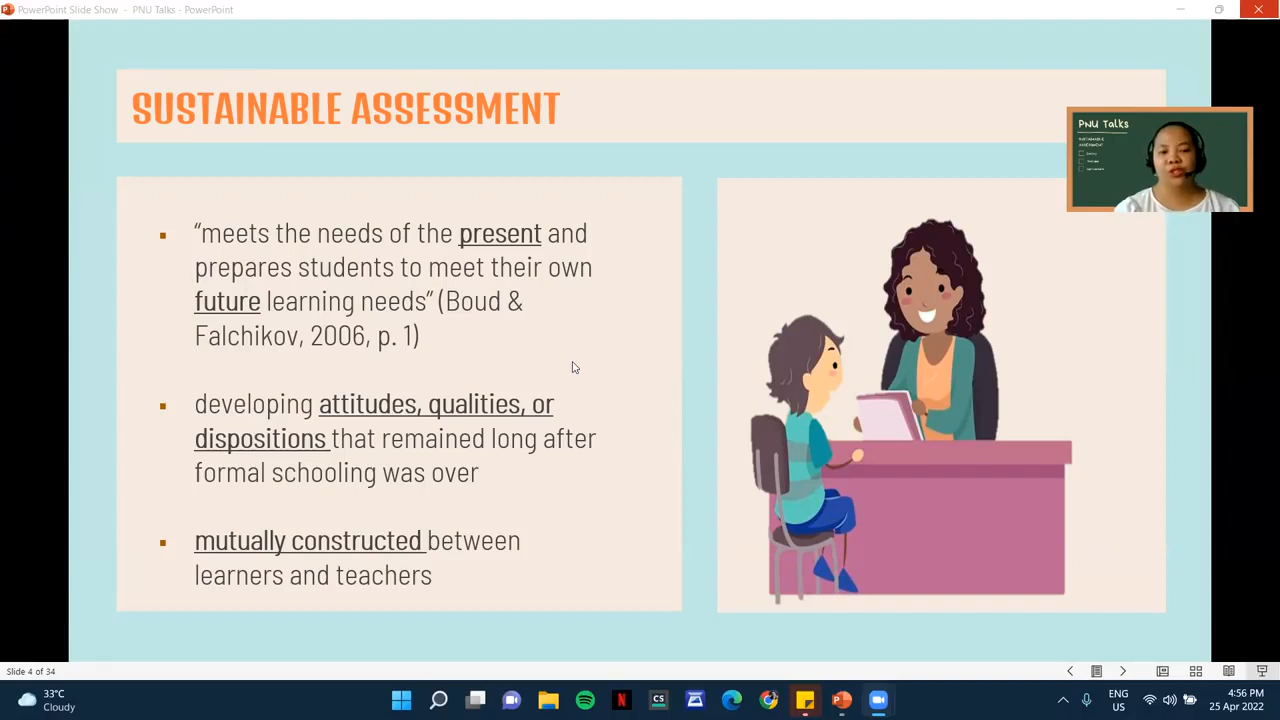 PowerPoint Slide Show - PNU Talks - PowerPoint
SUSTAINABLE ASSESSMENT
PNU Talks
SUSTAINABLE
ASSESSMENT
“meets the needs of the present and
prepares students to meet their own
future learning needs” (Boud &
Falchikov, 2006, p. 1)
developing attitudes, qualities, or
dispositions that remained long after
formal schooling was over
mutually constructed between
learners and teachers
Slide 4 of 34
33°C
Cloudy
CS
ENG
US
4:56 PM
25 Apr 2022